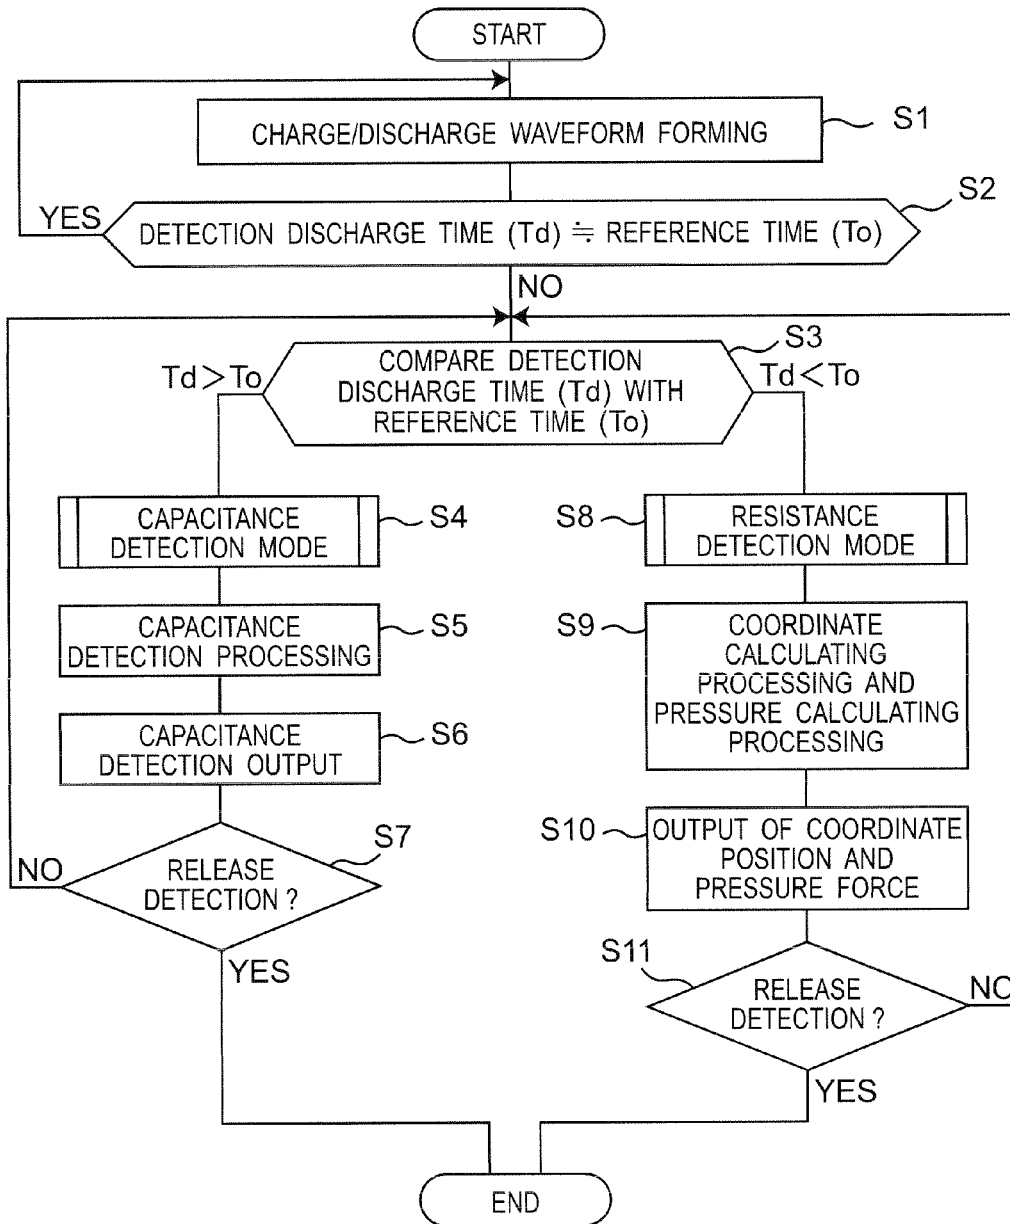 START
CHARGE/DISCHARGE WAVEFORM FORMING
S1
S2
YES
DETECTION DISCHARGE TIME (Td) ≒ REFERENCE TIME (To)
NO
S3
Td>To
COMPARE DETECTION
DISCHARGE TIME (Td) WITH
REFERENCE TIME (To)
Td<To
CAPACITANCE
DETECTION MODE
S4
S8
RESISTANCE
DETECTION MODE
CAPACITANCE
DETECTION PROCESSING
S5
S9
COORDINATE
CALCULATING
PROCESSING AND
PRESSURE CALCULATING
PROCESSING
CAPACITANCE
DETECTION OUTPUT
S6
S10
OUTPUT OF COORDINATE
POSITION AND
PRESSURE FORCE
S7
NO
RELEASE
DETECTION ?
YES
S11
RELEASE
DETECTION ?
NO
YES
END